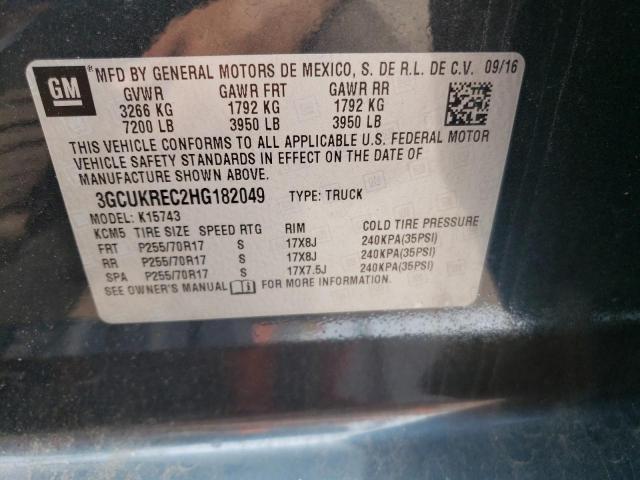 GM ® MFD BY GENERAL MOTORS DE MEXICO, S. DE R.L. DE C.V. 09/16
GVWR GAWR FRT GAWR RR
3266 KG 1792 KG 1792 KG
7200 LB 3950 LB 3950 LB
THIS VEHICLE CONFORMS TO ALL APPLICABLE U.S. FEDERAL MOTOR
VEHICLE SAFETY STANDARDS IN EFFECT ON THE DATE OF
MANUFACTURE SHOWN ABOVE.
3GCUKREC2HG182049 TYPE: TRUCK
MODEL: K15743
KCM5 TIRE SIZE SPEED RTG RIM COLD TIRE PRESSURE
FRT P255/70R17 S 17X8J 240KPA(35PSI)
RR P255/70R17 S 17X8J 240KPA(35PSI)
SPA P255/70R17 S 17X7.5J 240KPA(35PSI)
SEE OWNER'S MANUAL FOR MORE INFORMATION.